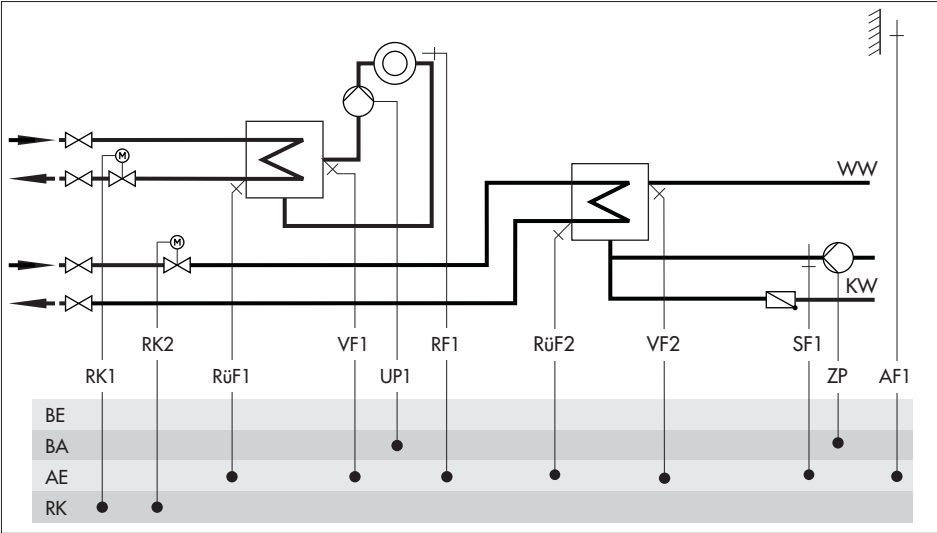 M
M
WW
KW
RK1
RK2
RüF1
VF1
UP1
RF1
RüF2
VF2
SF1
ZP
AF1
BE
BA
AE
RK